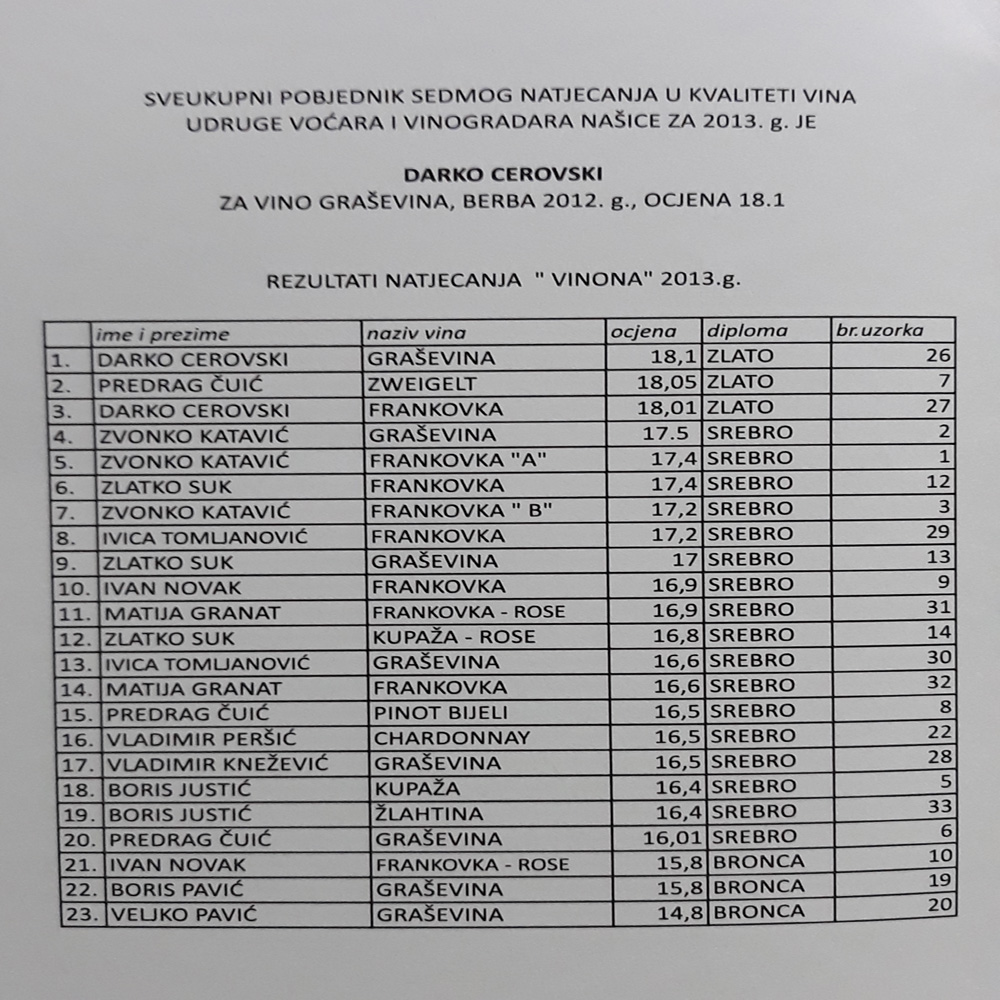 SVEUKUPNI POBJEDNIK SEDMOG NATJECANJA U KVALITETI VINA
UDRUGE VOĆARA I VINOGRADARA NAŠICE ZA 2013. g. JE
DARKO CEROVSKI
ZA VINO GRAŠEVINA, BERBA 2012. g., OCJENA 18.1
REZULTATI NATJECANJA " VINONA" 2013.g.
ime i prezime naziv vina ocjena diploma br.uzorka
1. DARKO CEROVSKI GRAŠEVINA 18,1 ZLATO 26
2. PREDRAG ČUIĆ ZWEIGELT 18,05 ZLATO 7
3. DARKO CEROVSKI FRANKOVKA 18,01 ZLATO 27
4. ZVONKO KATAVIĆ GRAŠEVINA 17.5 SREBRO 2
5. ZVONKO KATAVIĆ FRANKOVKA "A" 17,4 SREBRO 1
6. ZLATKO SUK FRANKOVKA 17,4 SREBRO 12
7. ZVONKO KATAVIĆ FRANKOVKA " B" 17,2 SREBRO 3
8. IVICA TOMLJANOVIĆ FRANKOVKA 17,2 SREBRO 29
9. ZLATKO SUK GRAŠEVINA 17 SREBRO 13
10. IVAN NOVAK FRANKOVKA 16,9 SREBRO 9
11. MATIJA GRANAT FRANKOVKA - ROSE 16,9 SREBRO 31
12. ZLATKO SUK KUPAŽA - ROSE 16,8 SREBRO 14
13. IVICA TOMLJANOVIĆ GRAŠEVINA 16,6 SREBRO 30
14. MATIJA GRANAT FRANKOVKA 16,6 SREBRO 32
15. PREDRAG ČUIĆ PINOT BIJELI 16,5 SREBRO 8
16. VLADIMIR PERŠIĆ CHARDONNAY 16,5 SREBRO 22
17. VLADIMIR KNEŽEVIĆ GRAŠEVINA 16,5 SREBRO 28
18. BORIS JUSTIĆ KUPAŽA 16,4 SREBRO 5
19. BORIS JUSTIĆ ŽLAHTINA 16,4 SREBRO 33
20. PREDRAG ČUIĆ GRAŠEVINA 16,01 SREBRO 6
21. IVAN NOVAK FRANKOVKA - ROSE 15,8 BRONCA 10
22. BORIS PAVIĆ GRAŠEVINA 15,8 BRONCA 19
23. VELJKO PAVIĆ GRAŠEVINA 14,8 BRONCA 20